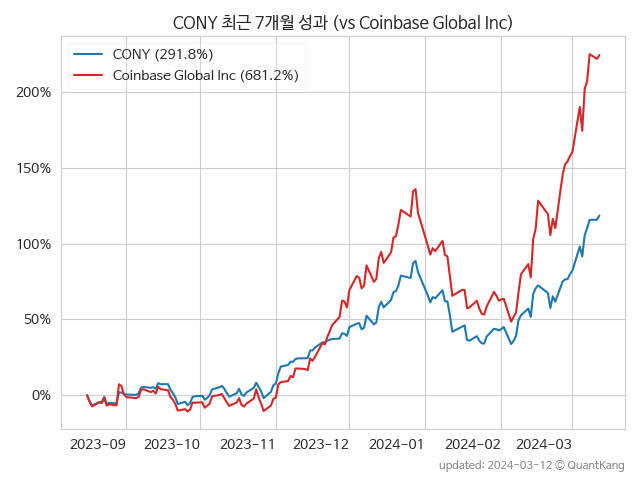 CONY 최근 7개월 성과 (vs Coinbase Global Inc)
CONY (291.8%)
Coinbase Global Inc (681.2%)
200%
150%
100%
50%
0%
2023-09 2023-10 2023-11 2023-12 2024-01 2024-02 2024-03
updated: 2024-03-12 © QuantKang